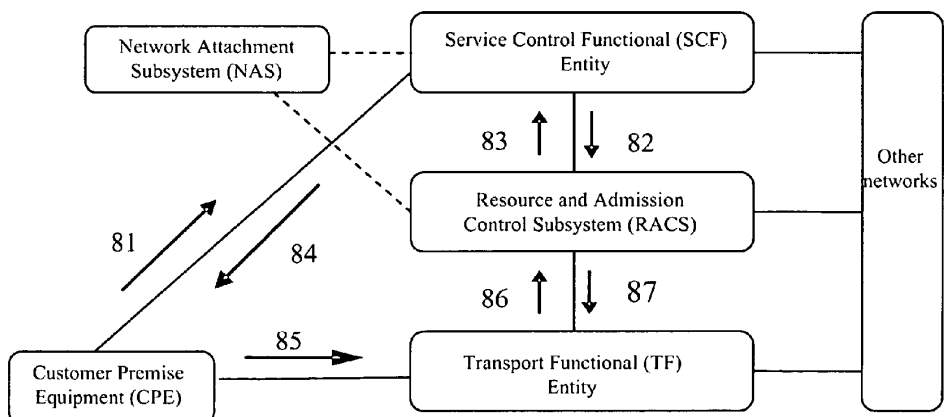 Network Attachment
Subsystem (NAS)
Service Control Functional (SCF)
Entity
83
82
Other
networks
Resource and Admission
Control Subsystem (RACS)
81
84
86
87
85
Customer Premise
Equipment (CPE)
Transport Functional (TF)
Entity